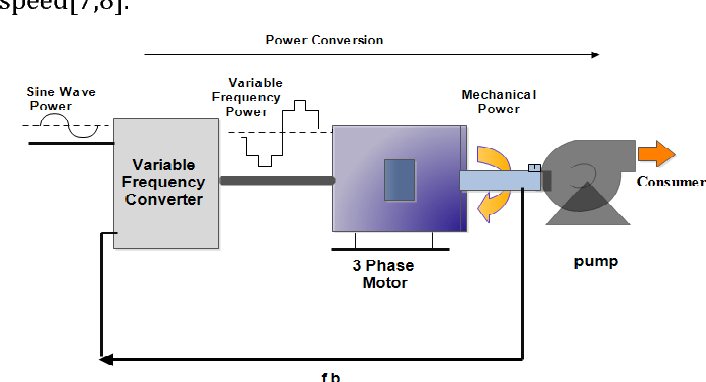 speed[7,8].
Power Conversion
Sine Wave
Power
Variable
Frequency
Power
Mechanical
Power
Variable
Frequency
Converter
Consumer
3 Phase
Motor
pump
fb